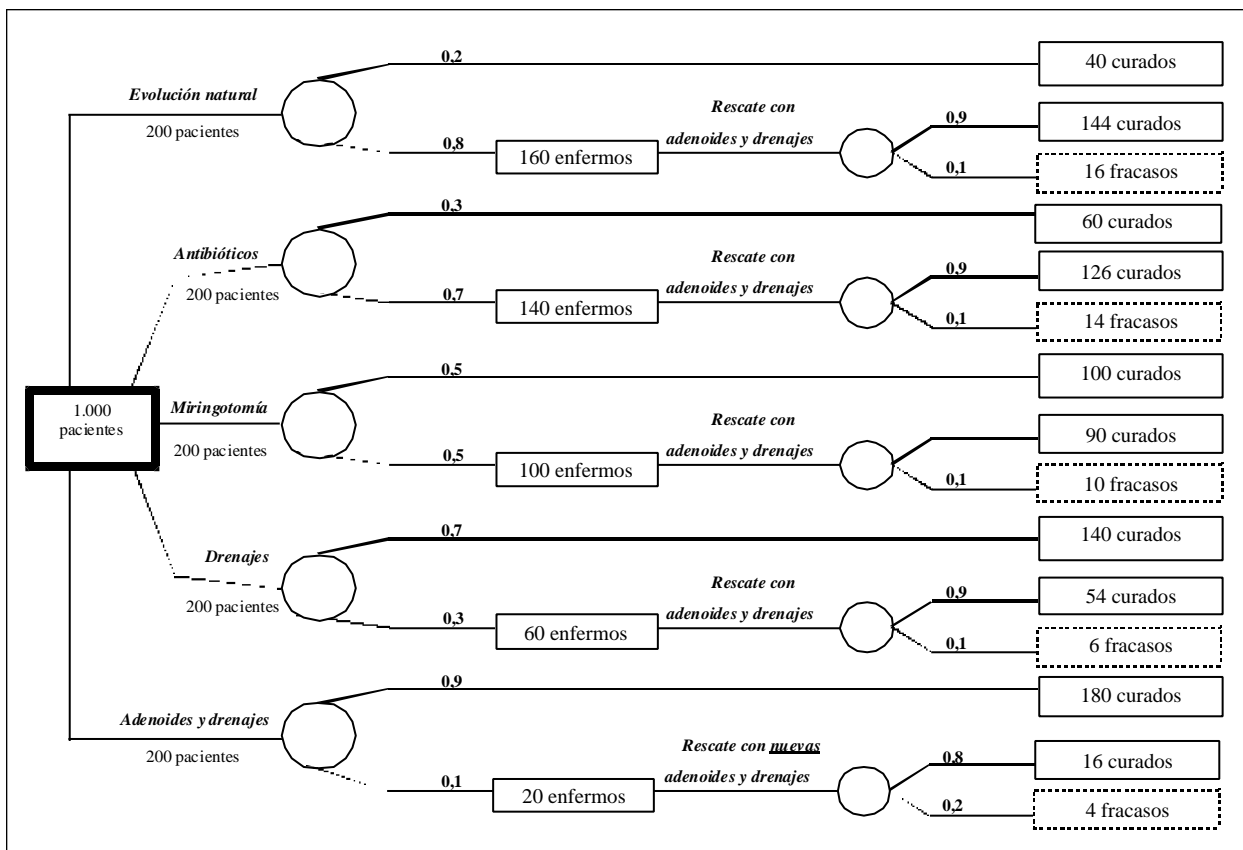 0,2
40 curados
Evolución natural
200 pacientes
Rescate con
adenoides y drenajes
0,9
144 curados
0,8
160 enfermos
0,1
16 fracasos
0,3
60 curados
Antibióticos
200 pacientes
Rescate con
adenoides y drenajes
0,9
126 curados
0,7
140 enfermos
0,1
14 fracasos
0,5
100 curados
1.000
pacientes
Miringotomía
200 pacientes
Rescate con
adenoides y drenajes
90 curados
0,5
100 enfermos
0,1
10 fracasos
0,7
140 curados
Drenajes
200 pacientes
Rescate con
adenoides y drenajes
0,9
54 curados
0,3
60 enfermos
0,1
6 fracasos
0,9
180 curados
Adenoides y drenajes
200 pacientes
Rescate con nuevas
adenoides y drenajes
0,8
16 curados
0,1
20 enfermos
0,2
4 fracasos